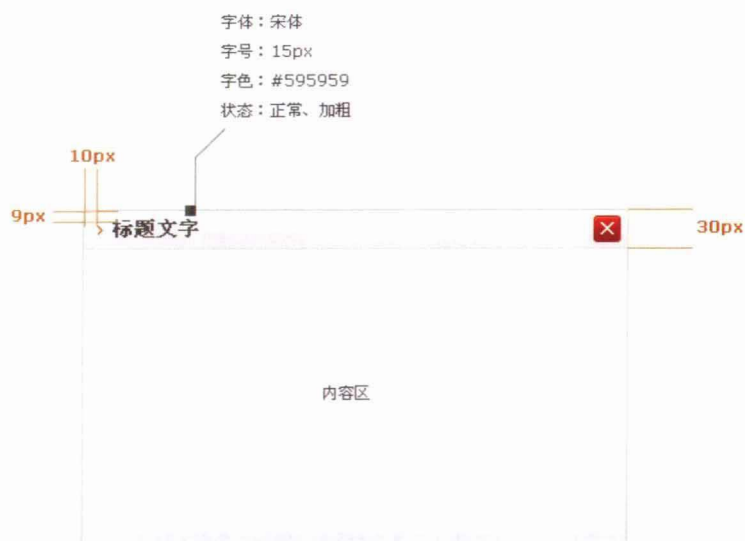 字体：宋体
字号：15px
字色：#595959
状态：正常、加粗
10px
9px
标题文字
30px
内容区